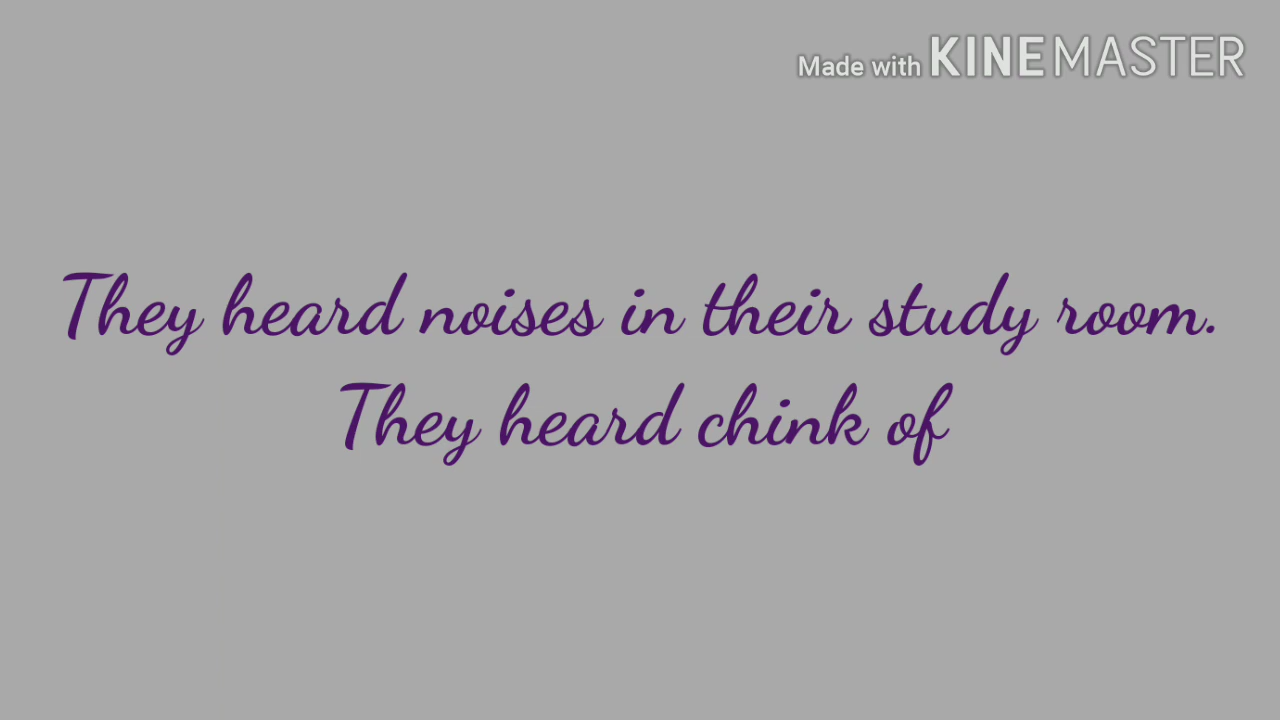 Made with KINEMASTER
They heard noises in their study room.
They heard chink of